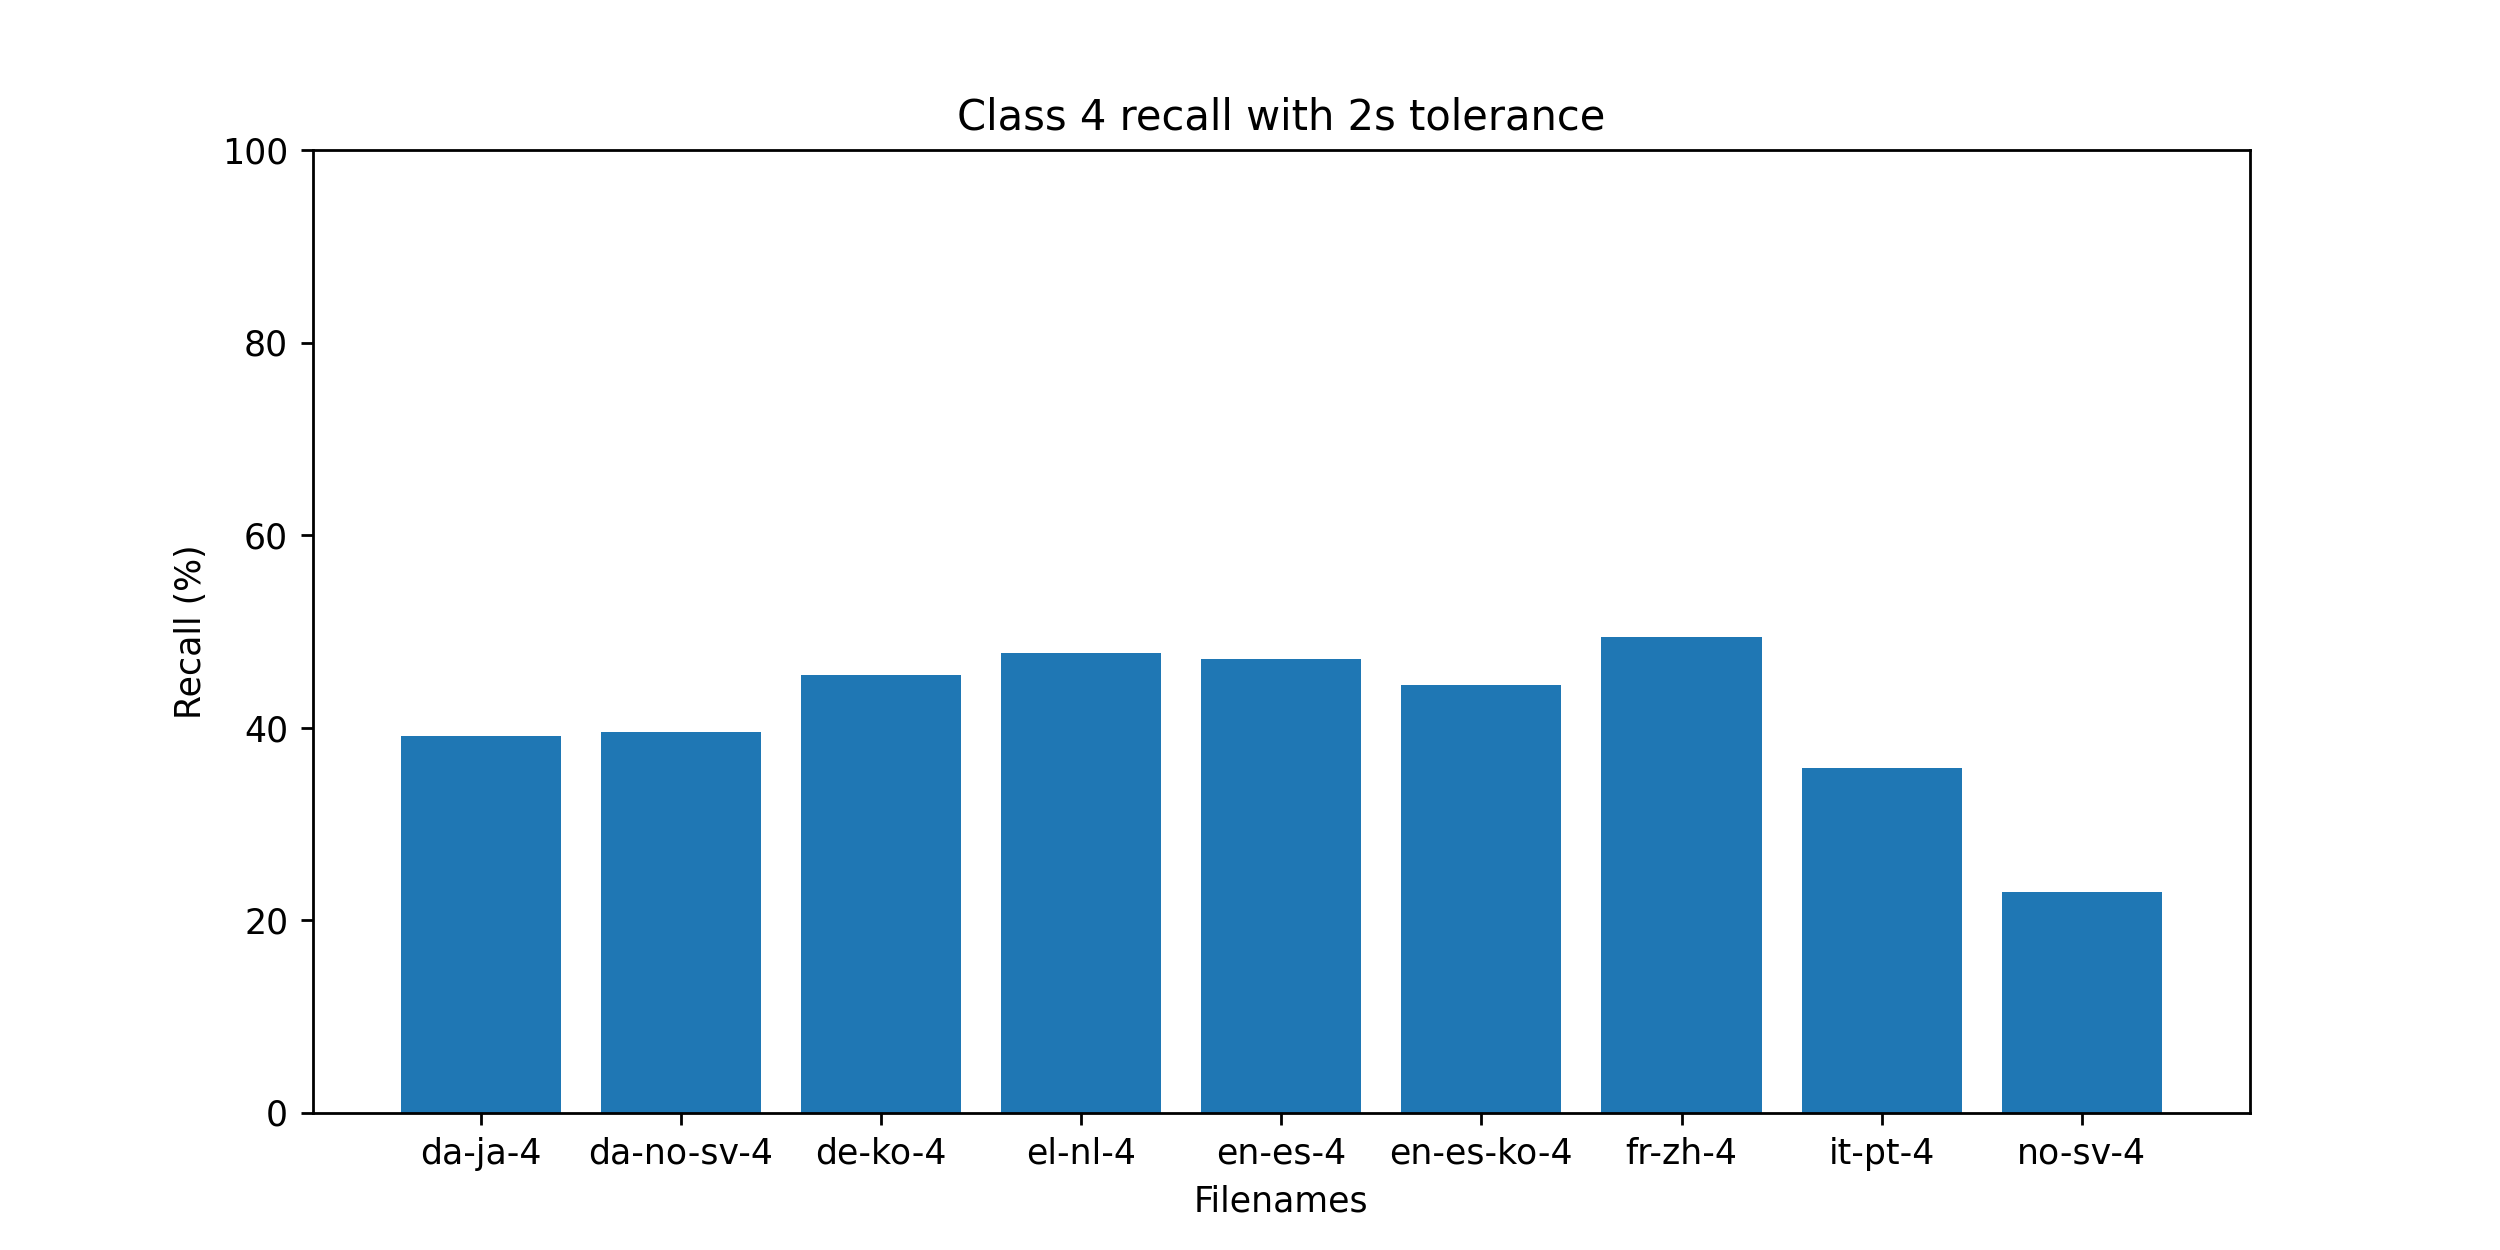 Class 4 recall with 2s tolerance
100
80
60
40
20
0
Recall (%)
da-ja-4 da-no-sv-4 de-ko-4 el-nl-4 en-es-4 en-es-ko-4 fr-zh-4 it-pt-4 no-sv-4
Filenames